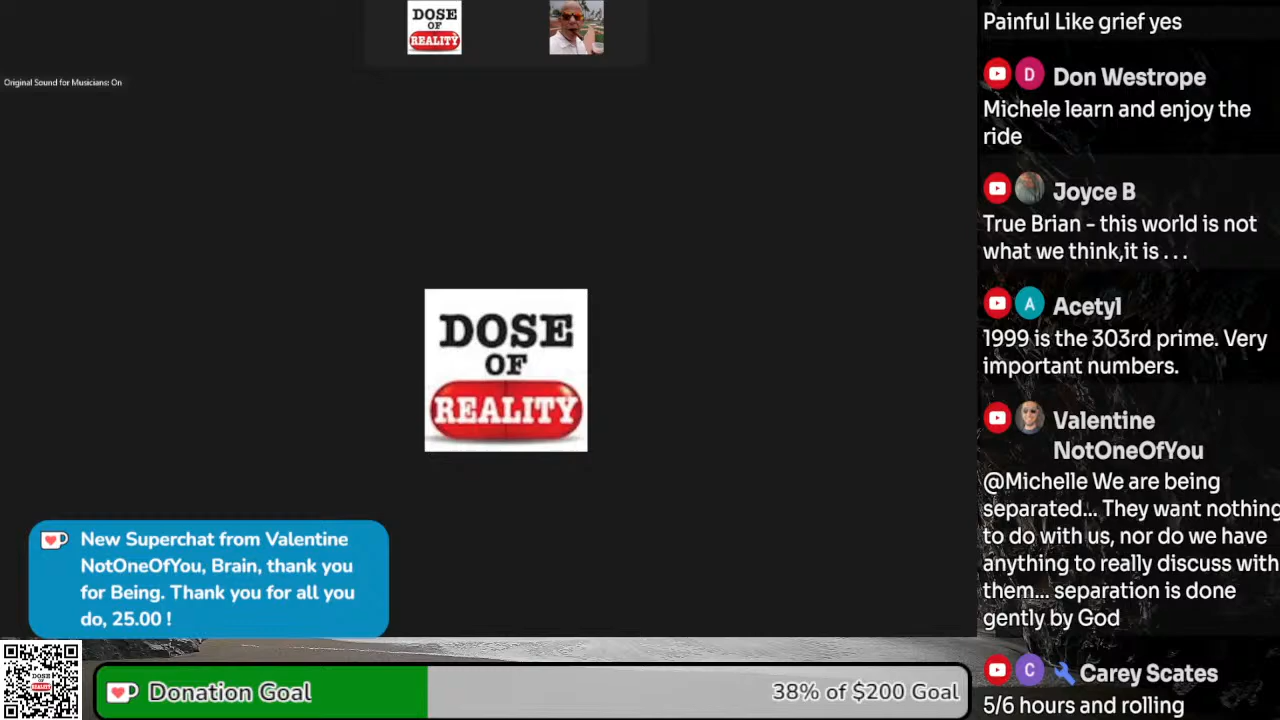 DOSE
OF
REALITY
Original Sound for Musicians: On
DOSE
OF
REALITY
New Superchat from Valentine
NotOneOfYou, Brain, thank you
for Being. Thank you for all you
do, 25.00 !
DOSE
OF
REALITY
Donation Goal
38% of $200 Goal
Painful Like grief yes
D Don Westrope
Michele learn and enjoy the
ride
Joyce B
True Brian - this world is not
what we think,it is . . .
A Acetyl
1999 is the 303rd prime. Very
important numbers.
Valentine
NotOneOfYou
@Michelle We are being
separated... They want nothing
to do with us, nor do we have
anything to really discuss with
them... separation is done
gently by God
C Carey Scates
5/6 hours and rolling